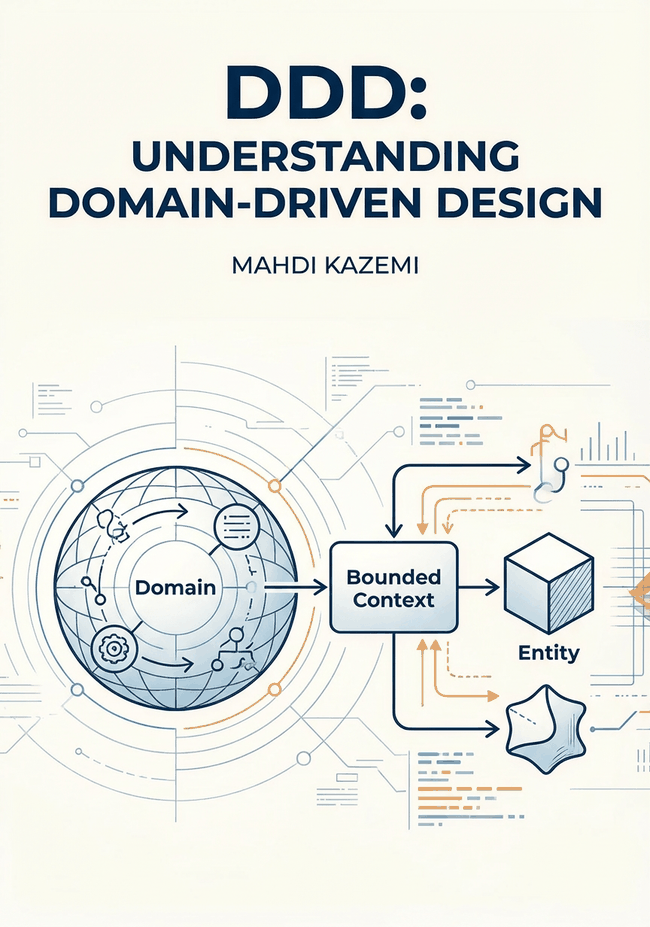 DDD:
UNDERSTANDING
DOMAIN-DRIVEN DESIGN
MAHDI KAZEMI
Domain
Bounded
Context
Entity